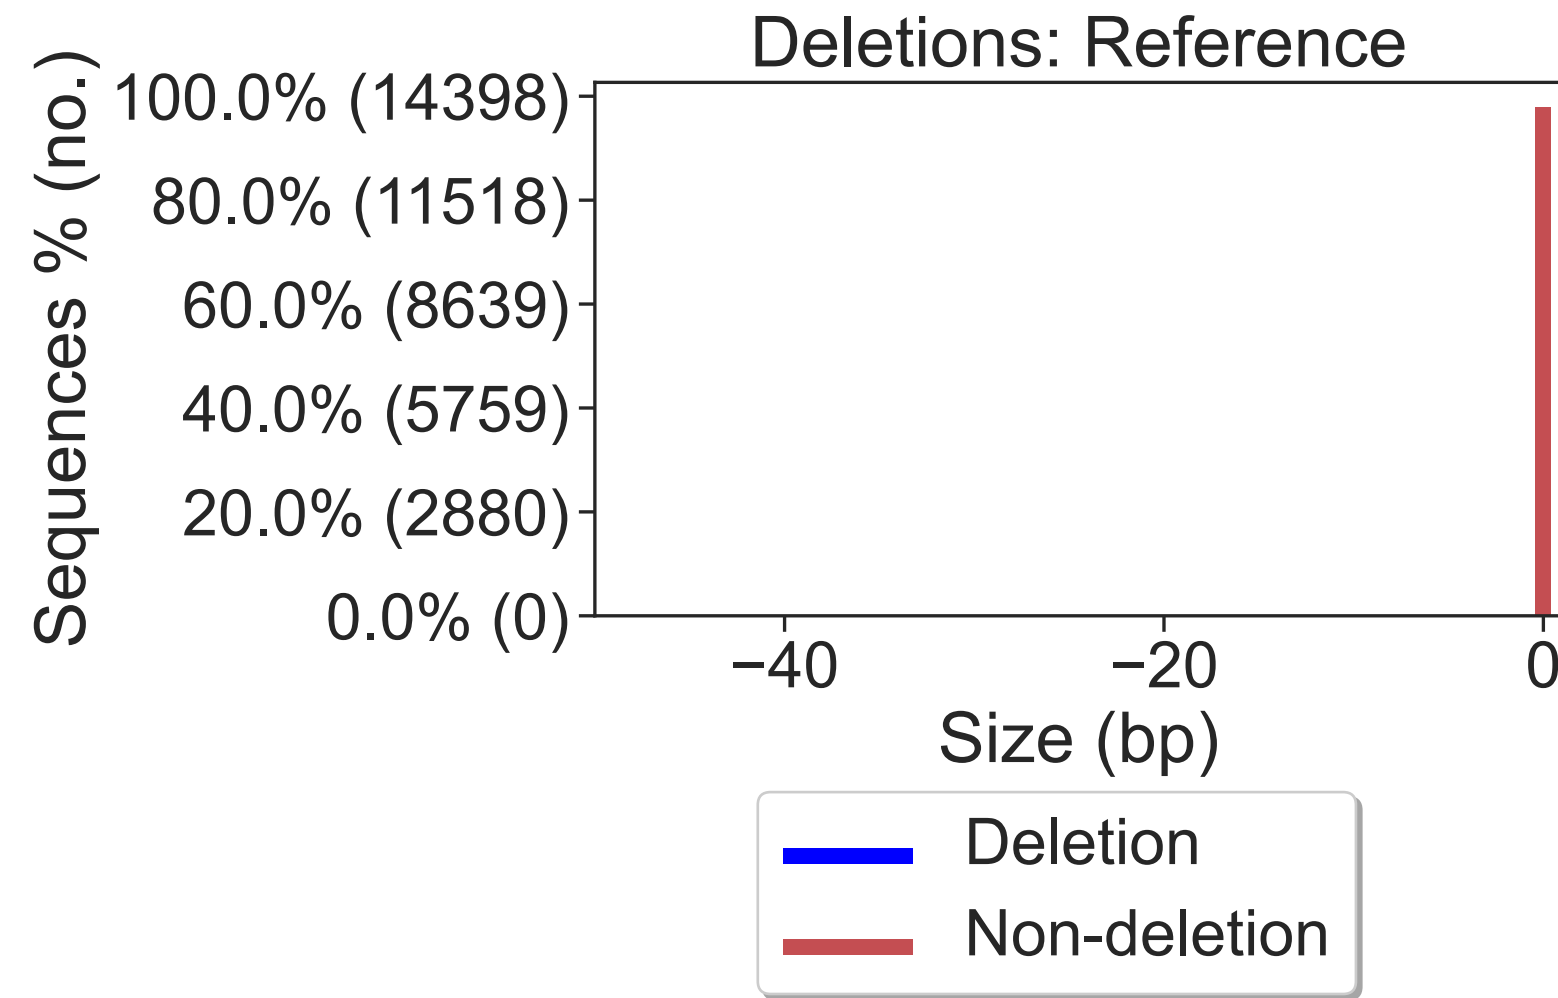 Deletions: Reference
Sequences % (no.)
100.0% (14398)
80.0% (11518)
60.0% (8639)
40.0% (5759)
20.0% (2880)
0.0% (0)
−40 −20 0
Size (bp)
Deletion
Non-deletion